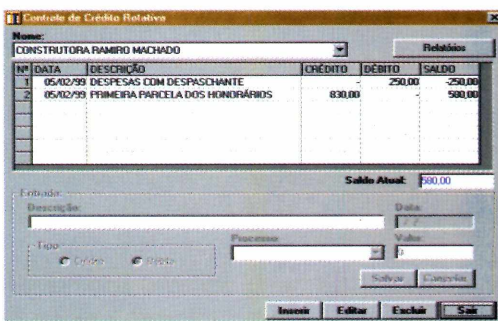 Controle de Crédito Rotativo
Nome:
CONSTRUTORA RAMIRO MACHADO
Relatórios
Nº DATA DESCRIÇÃO CRÉDITO DÉBITO SALDO
1 05/02/99 DESPESAS COM DESPASCHANTE - 250,00 -250,00
2 05/02/99 PRIMEIRA PARCELA DOS HONORÁRIOS 830,00 - 580,00
Saldo Atual: 580,00
Entrada:
Descrição: Data:
Tipo Processo: Valor:
Crédito Débito 0
Salvar Cancelar
Inserir Editar Excluir Sair